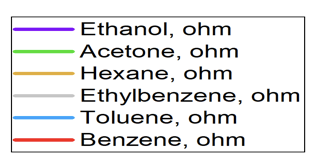 Ethanol, ohm
Acetone, ohm
Hexane, ohm
Ethylbenzene, ohm
Toluene, ohm
Benzene, ohm